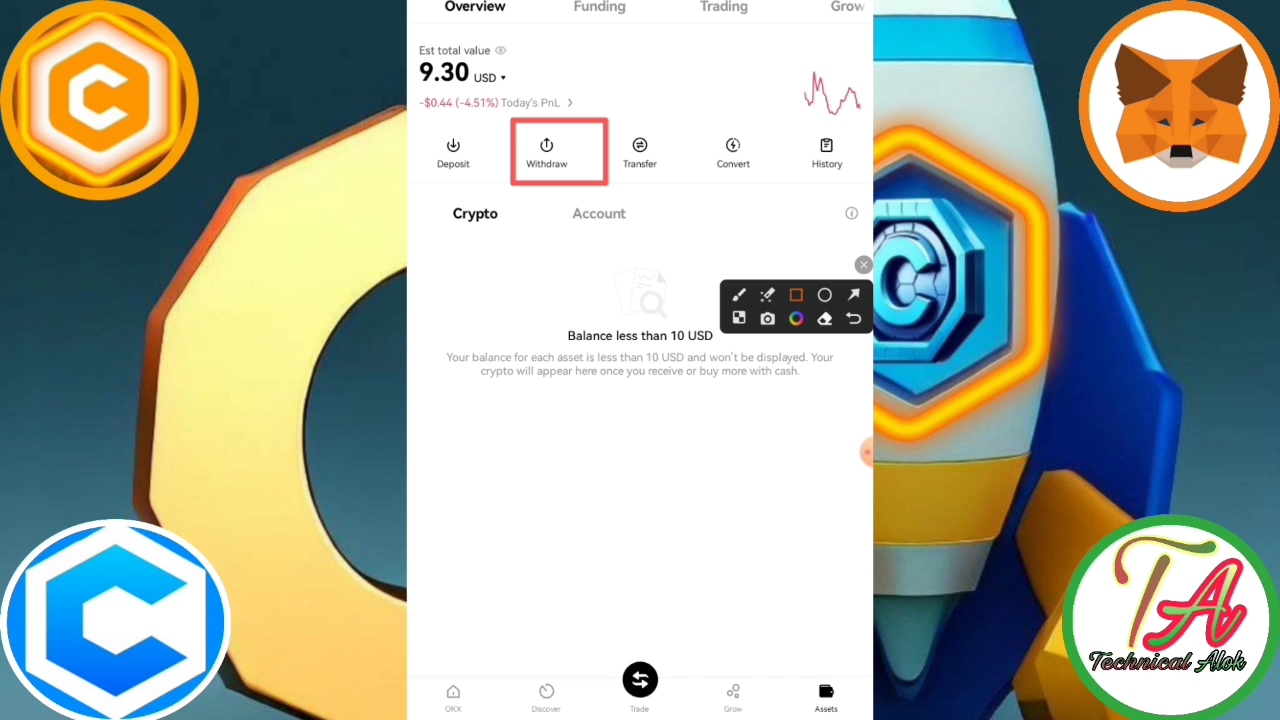 Overview Funding Trading Grow
Est total value
9.30 USD
-$0.44 (-4.51%) Today's PnL
Deposit Withdraw Transfer Convert History
Crypto Account
Balance less than 10 USD
Your balance for each asset is less than 10 USD and won't be displayed. Your
crypto will appear here once you receive or buy more with cash.
OKX Discover Trade Grow Assets
TA
Technical Alok